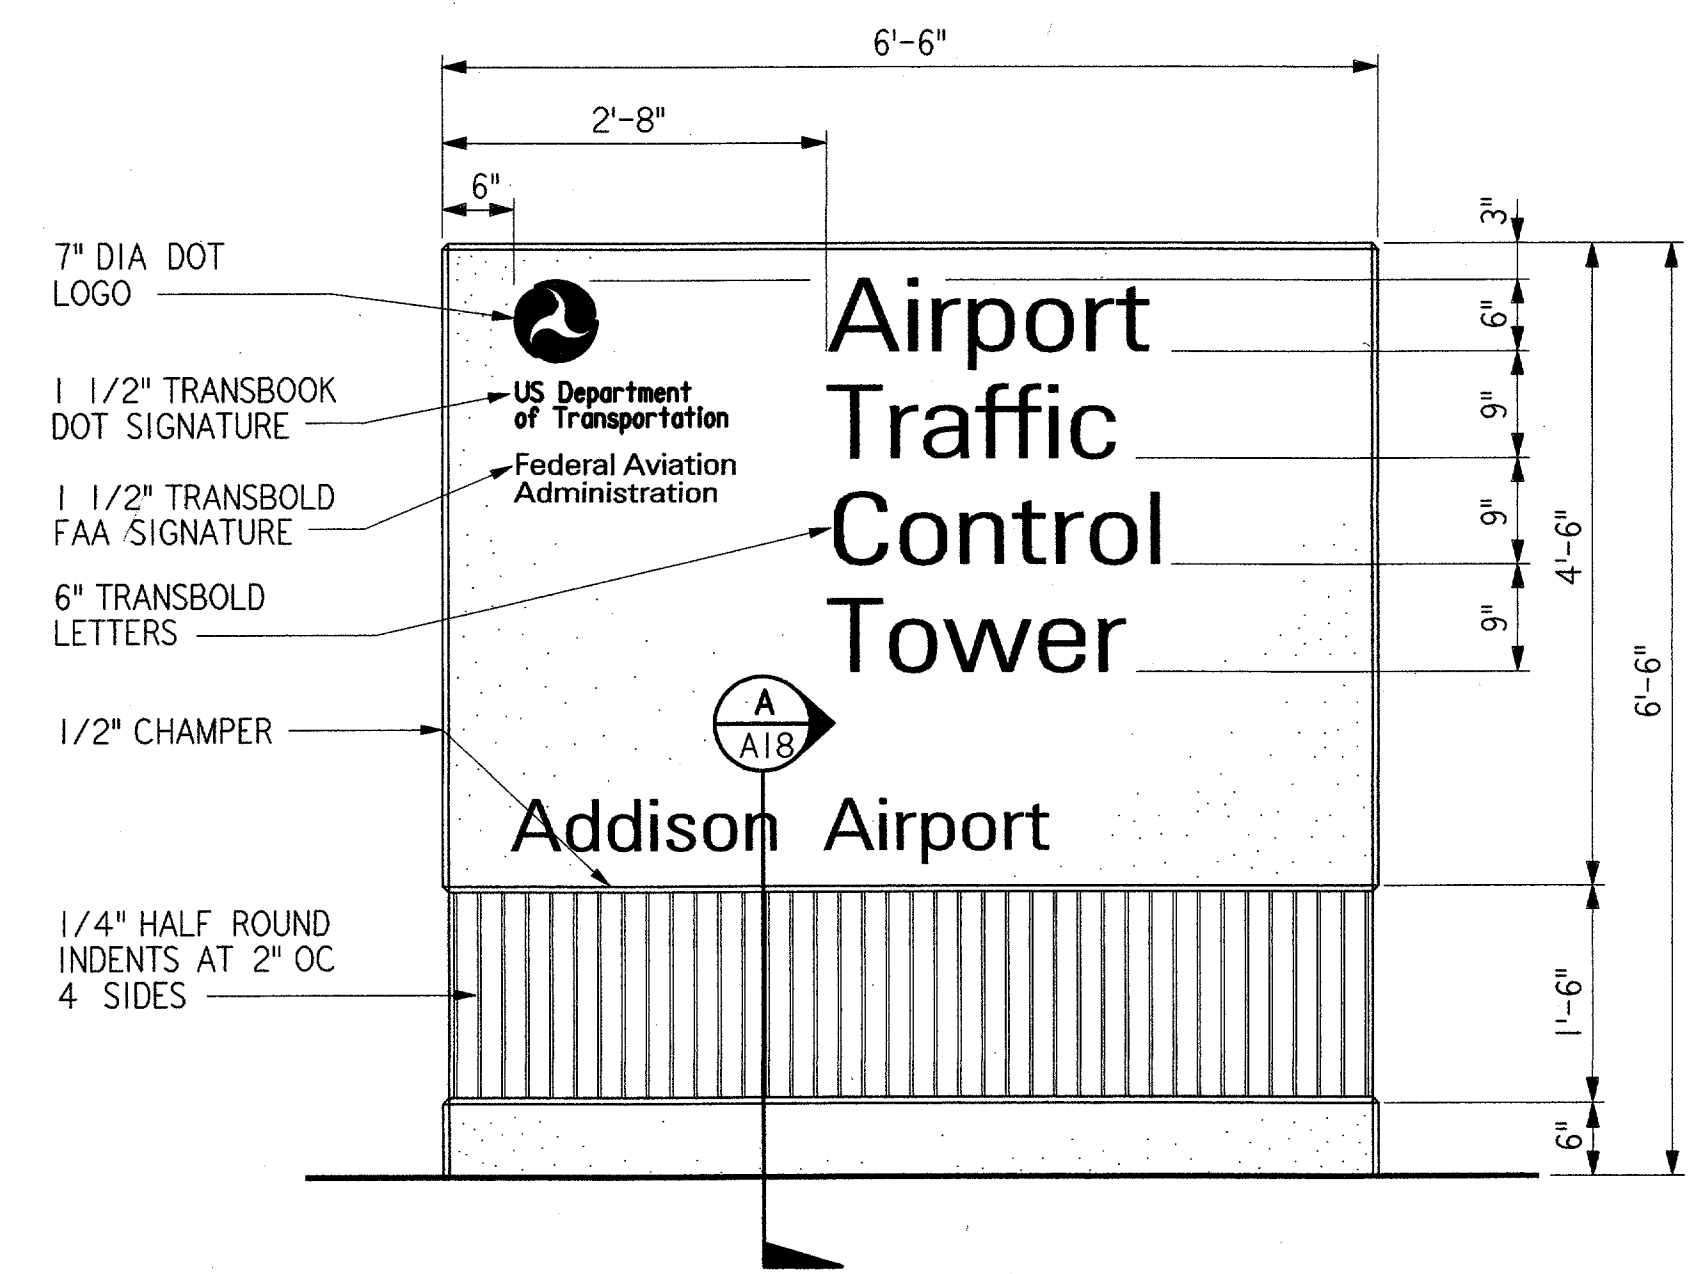 6'-6"
2'-8"
6"
3"
7" DIA DOT
LOGO
Airport
6"
1 1/2" TRANSBOOK
DOT SIGNATURE
US Department
of Transportation
Traffic
9"
1 1/2" TRANSBOLD
FAA SIGNATURE
Federal Aviation
Administration
Control
9"
4'-6"
6" TRANSBOLD
LETTERS
Tower
9"
6'-6"
1/2" CHAMPER
A
A18
Addison Airport
1/4" HALF ROUND
INDENTS AT 2" OC
4 SIDES
1'-6"
6"